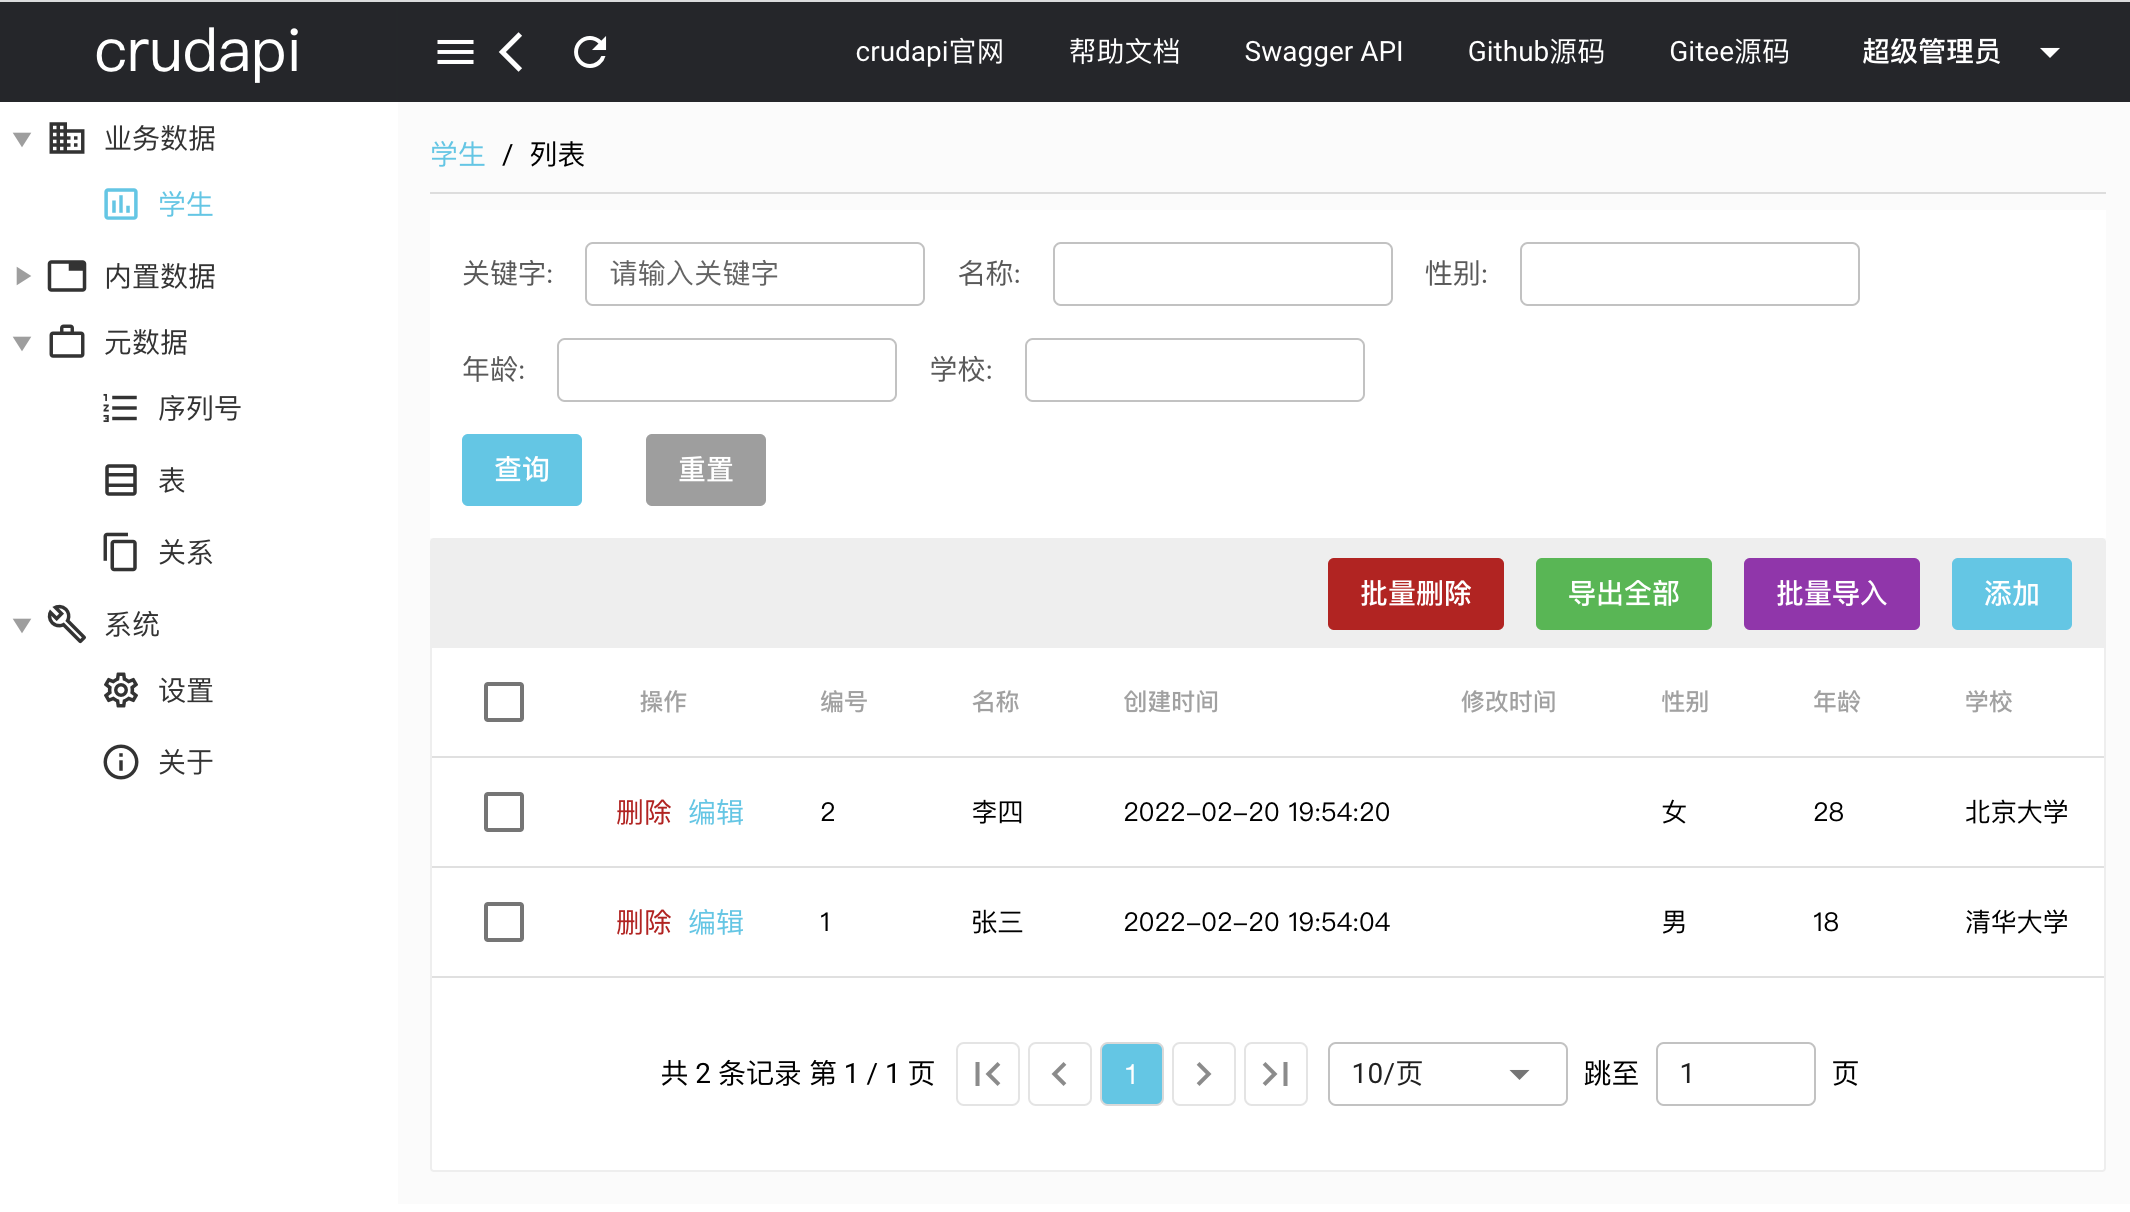 crudapi crudapi官网 帮助文档 Swagger API Github源码 Gitee源码 超级管理员
业务数据
学生
内置数据
元数据
序列号
表
关系
系统
设置
关于
学生 / 列表
关键字: 请输入关键字 名称: 性别:
年龄: 学校:
查询 重置
批量删除 导出全部 批量导入 添加
操作 编号 名称 创建时间 修改时间 性别 年龄 学校
删除 编辑 2 李四 2022-02-20 19:54:20 女 28 北京大学
删除 编辑 1 张三 2022-02-20 19:54:04 男 18 清华大学
共 2 条记录 第 1 / 1 页 1 10/页 跳至 1 页